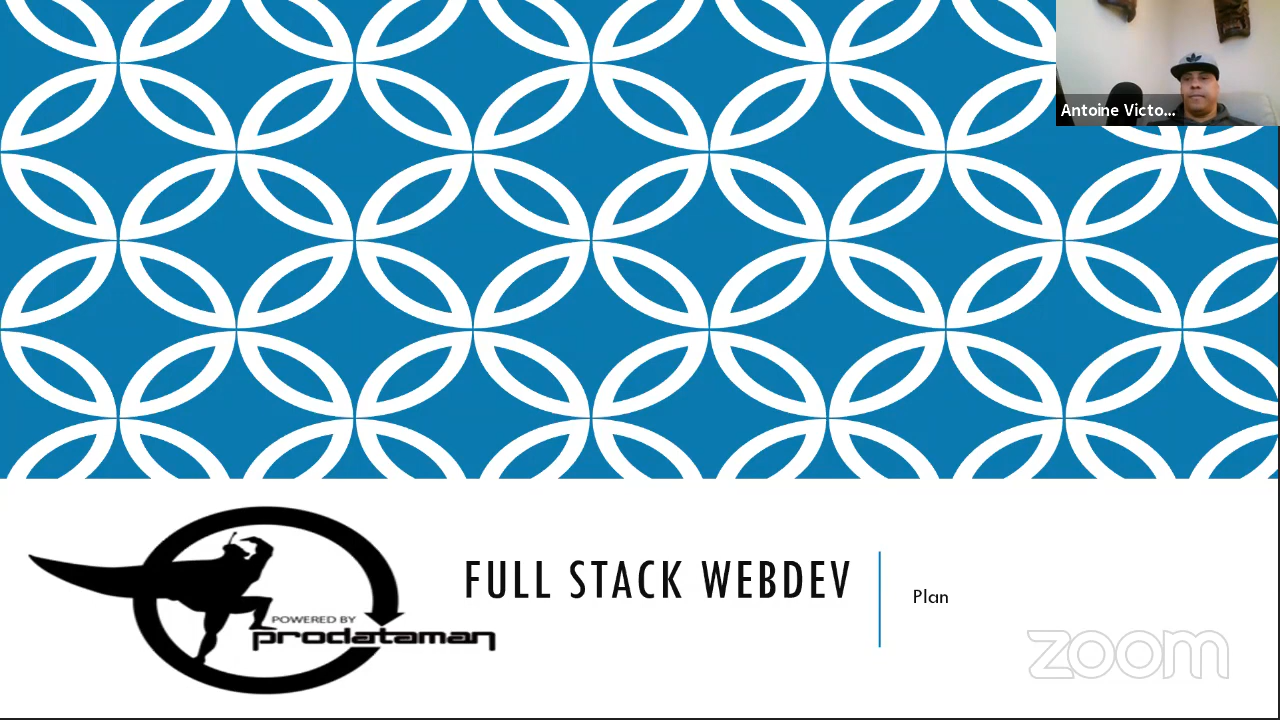 Antoine Victo...
POWERED BY
prodataman
FULL STACK WEBDEV
Plan
zoom